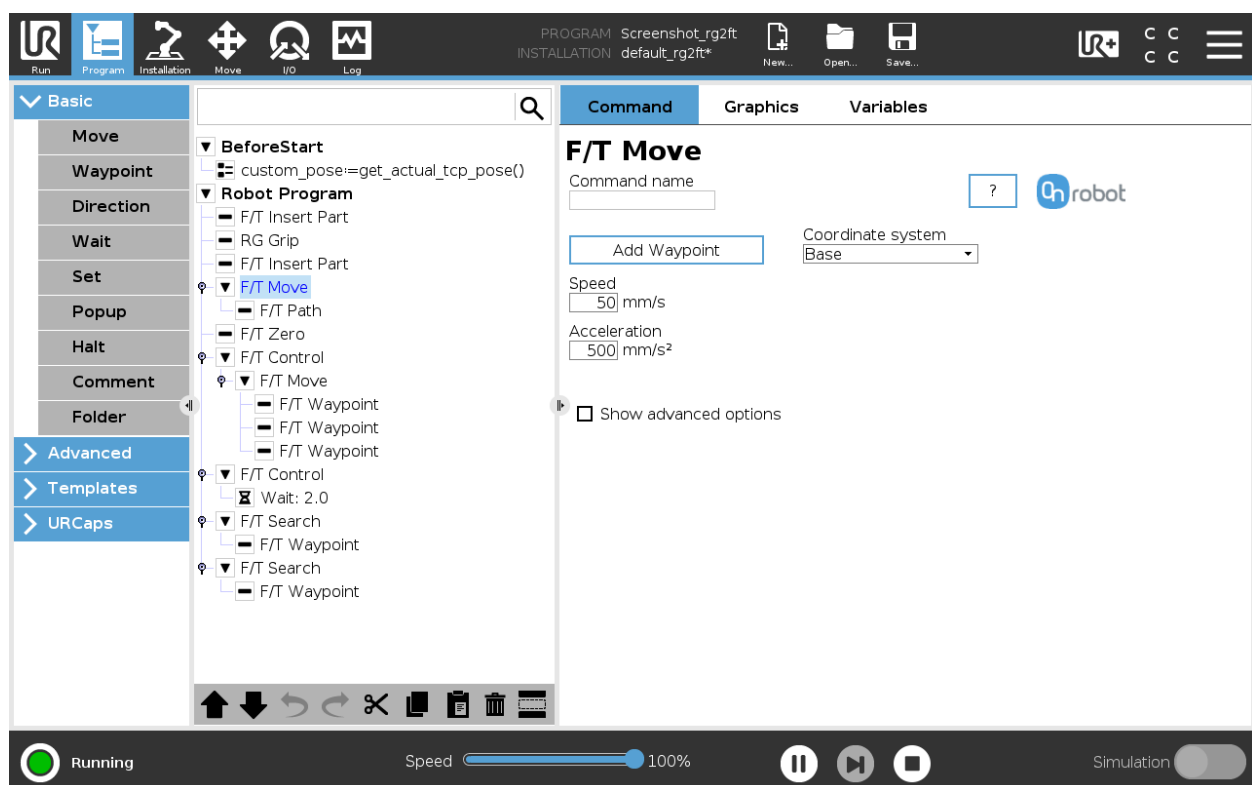 PROGRAM Screenshot_rg2ft
INSTALLATION default_rg2ft*
Run Program Installation Move I/O Log New... Open... Save...
UR
UR+
C C
C C
Basic
Move
Waypoint
Direction
Wait
Set
Popup
Halt
Comment
Folder
Advanced
Templates
URCaps
BeforeStart
custom_pose:=get_actual_tcp_pose()
Robot Program
F/T Insert Part
RG Grip
F/T Insert Part
F/T Move
F/T Path
F/T Zero
F/T Control
F/T Move
F/T Waypoint
F/T Waypoint
F/T Waypoint
F/T Control
Wait: 2.0
F/T Search
F/T Waypoint
F/T Search
F/T Waypoint
Command Graphics Variables
F/T Move
Command name
?
On robot
Add Waypoint
Coordinate system
Base
Speed
50 mm/s
Acceleration
500 mm/s²
Show advanced options
Running
Speed 100%
Simulation